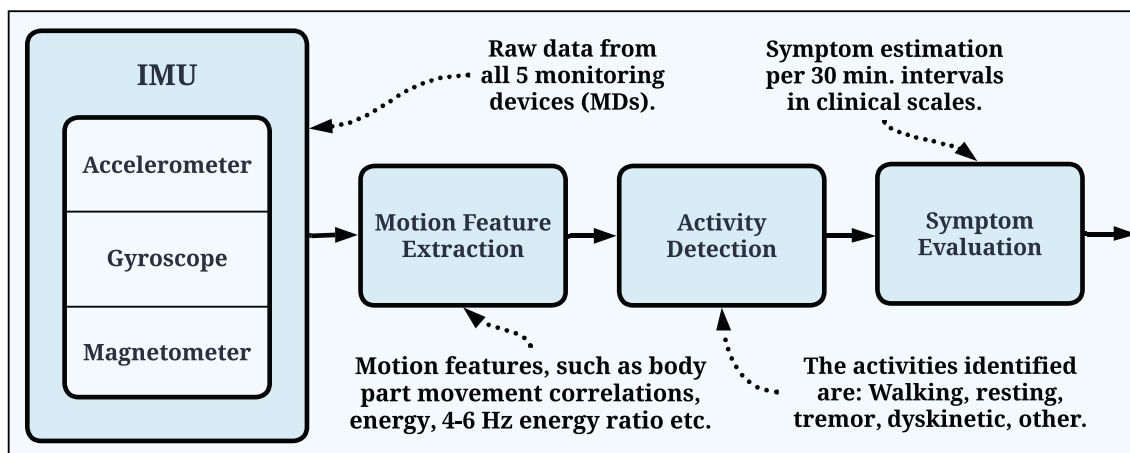 IMU
Accelerometer
Gyroscope
Magnetometer
Raw data from
all 5 monitoring
devices (MDs).
Symptom estimation
per 30 min. intervals
in clinical scales.
Motion Feature
Extraction
Activity
Detection
Symptom
Evaluation
Motion features, such as body
part movement correlations,
energy, 4-6 Hz energy ratio etc.
The activities identified
are: Walking, resting,
tremor, dyskinetic, other.